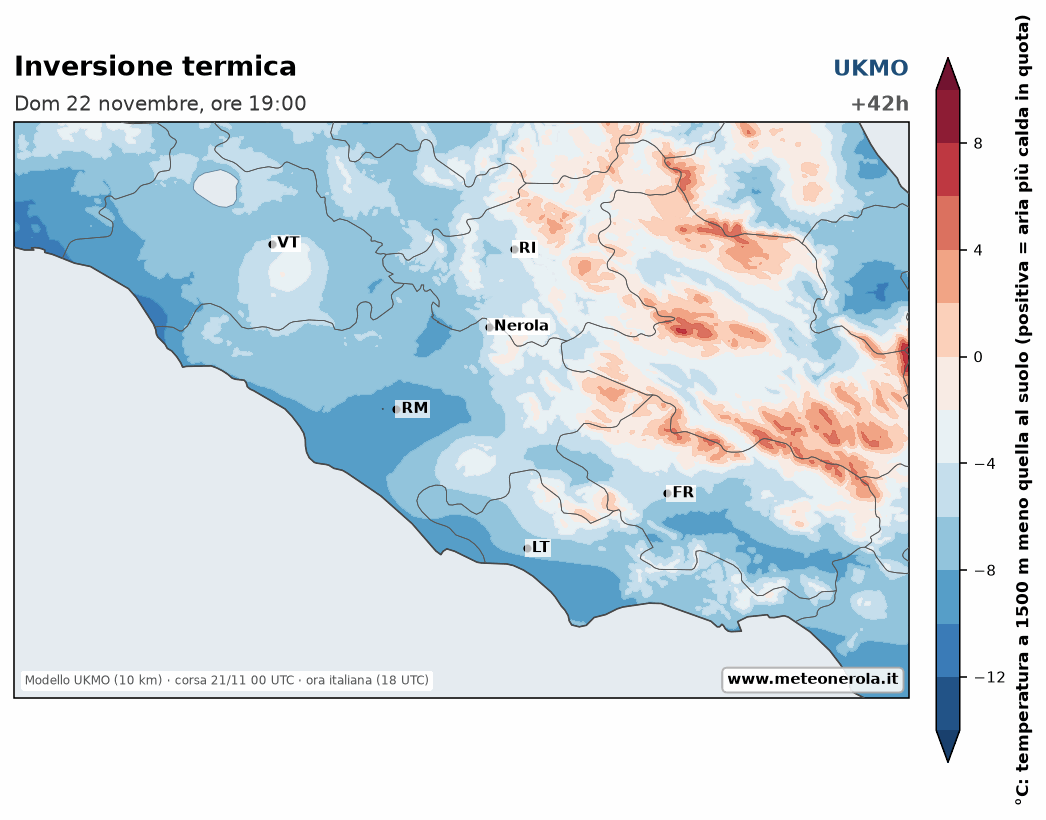 Inversione termica
UKMO
Dom 22 novembre, ore 19:00
+42h
VT
RI
Nerola
RM
FR
LT
Modello UKMO (10 km) · corsa 21/11 00 UTC · ora italiana (18 UTC)
www.meteonerola.it
8
4
0
−4
−8
−12
°C: temperatura a 1500 m meno quella al suolo (positiva = aria più calda in quota)